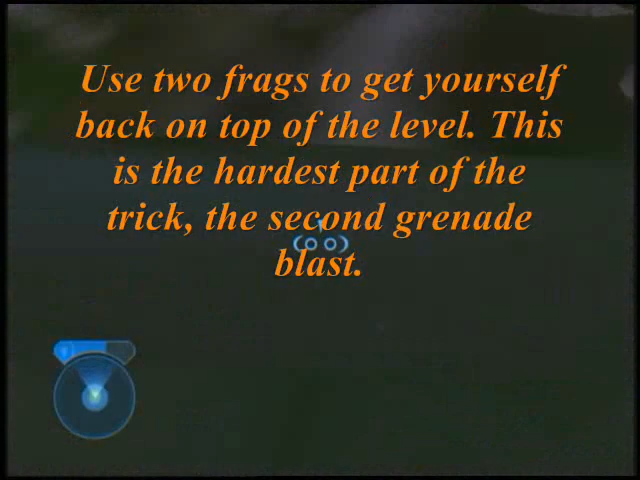 Use two frags to get yourself
back on top of the level. This
is the hardest part of the
trick, the second grenade
blast.